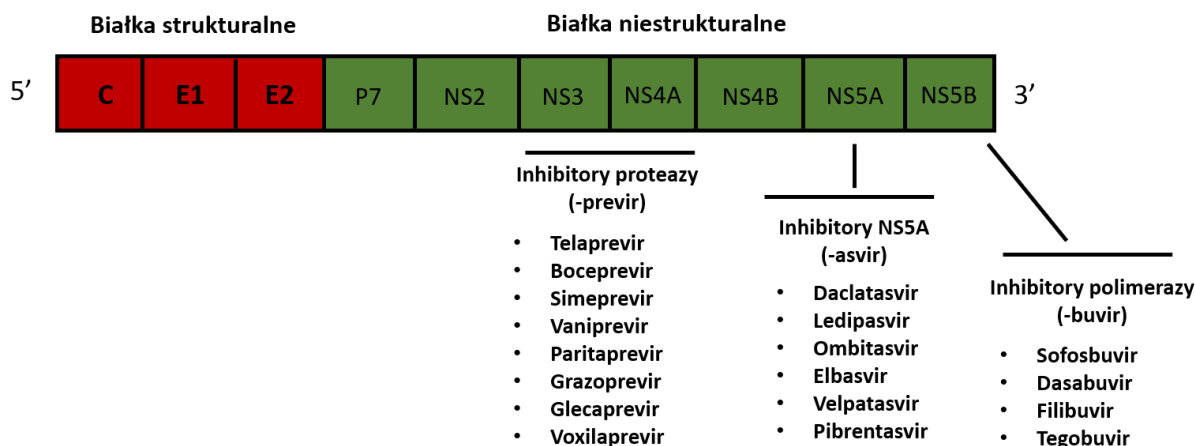 Białka strukturalne
Białka niestrukturalne
5’
C
E1
E2
P7
NS2
NS3
NS4A
NS4B
NS5A
NS5B
3’
Inhibitory proteazy
(-previr)
• Telaprevir
• Boceprevir
• Simeprevir
• Vaniprevir
• Paritaprevir
• Grazoprevir
• Glecaprevir
• Voxilaprevir
Inhibitory NS5A
(-asvir)
• Daclatasvir
• Ledipasvir
• Ombitasvir
• Elbasvir
• Velpatasvir
• Pibrentasvir
Inhibitory polimerazy
(-buvir)
• Sofosbuvir
• Dasabuvir
• Filibuvir
• Tegobuvir